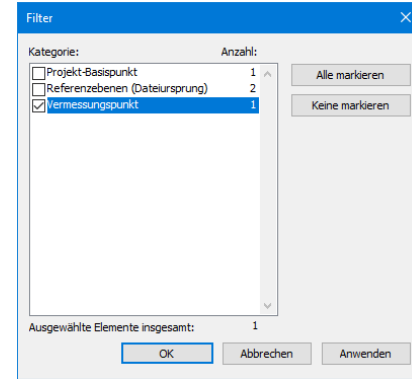 Filter
Kategorie: Anzahl:
Projekt-Basispunkt 1
Referenzebenen (Dateiursprung) 2
Vermessungspunkt 1
Alle markieren
Keine markieren
Ausgewählte Elemente insgesamt: 1
OK Abbrechen Anwenden